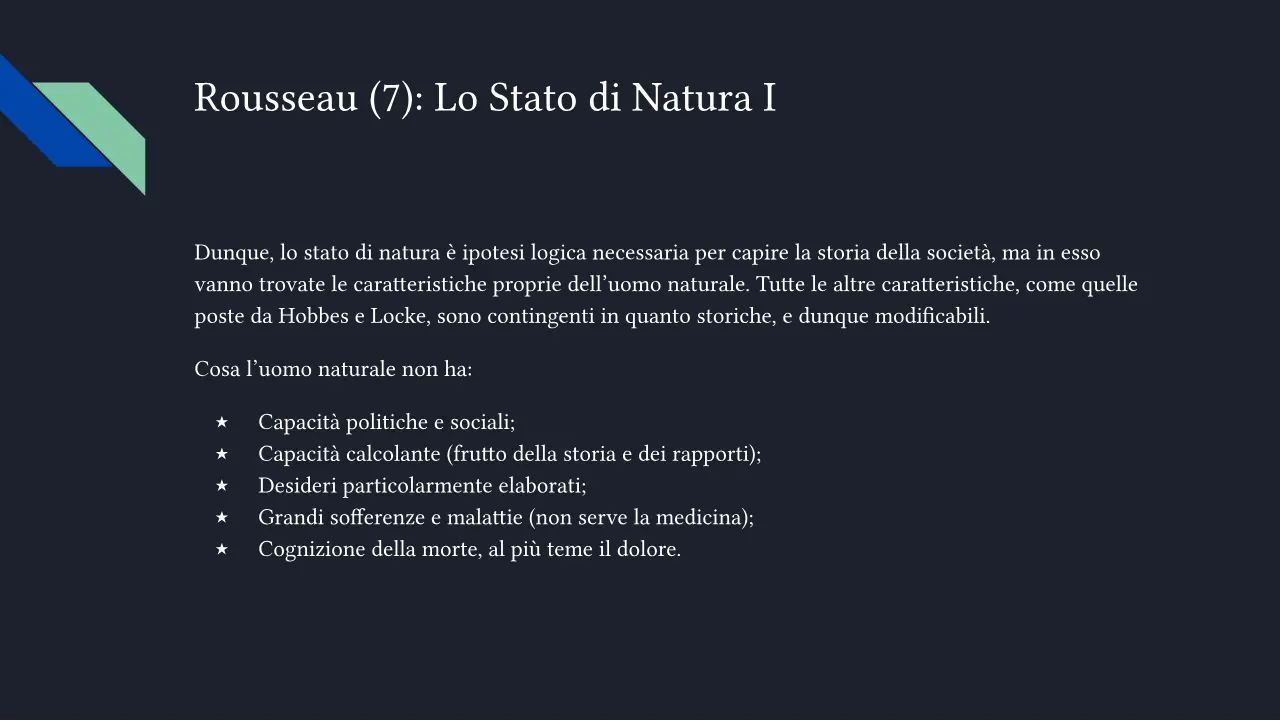 Rousseau (7): Lo Stato di Natura I
Dunque, lo stato di natura è ipotesi logica necessaria per capire la storia della società, ma in esso
vanno trovate le caratteristiche proprie dell’uomo naturale. Tutte le altre caratteristiche, come quelle
poste da Hobbes e Locke, sono contingenti in quanto storiche, e dunque modificabili.
Cosa l’uomo naturale non ha:
★ Capacità politiche e sociali;
★ Capacità calcolante (frutto della storia e dei rapporti);
★ Desideri particolarmente elaborati;
★ Grandi sofferenze e malattie (non serve la medicina);
★ Cognizione della morte, al più teme il dolore.